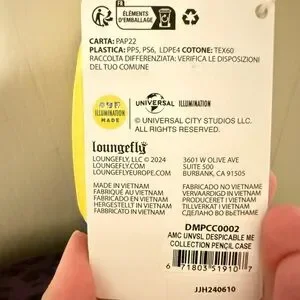 FR
ÉLÉMENTS
D'EMBALLAGE
CARTA: PAP22
PLASTICA: PP5, PS6, LDPE4 COTONE: TEX60
RACCOLTA DIFFERENZIATA: VERIFICA LE DISPOSIZIONI
DEL TUO COMUNE
ILLUMINATION
MADE
UNIVERSAL ILLUMINATION
© UNIVERSAL CITY STUDIOS LLC.
ALL RIGHTS RESERVED.
loungefly
LOUNGEFLY, LLC © 2024
LOUNGEFLY.COM
LOUNGEFLYEUROPE.COM
3601 W OLIVE AVE
SUITE 500
BURBANK, CA 91505
MADE IN VIETNAM
FABRIQUÉ AU VIETNAM
FABRICADO EN VIETNAM
HERGESTELLT IN VIETNAM
FABBRICATO IN VIETNAM
FABRICADO NO VIETNAME
VERVAARDIGD IN VIETNAM
PRODUCERET I VIETNAM
TILLVERKAD I VIETNAM
СДЕЛАНО ВО ВЬЕТНАМЕ
DMPCC0002
AMC UNVSL DESPICABLE ME
COLLECTION PENCIL CASE
6 71803 51910 7
JJH240610